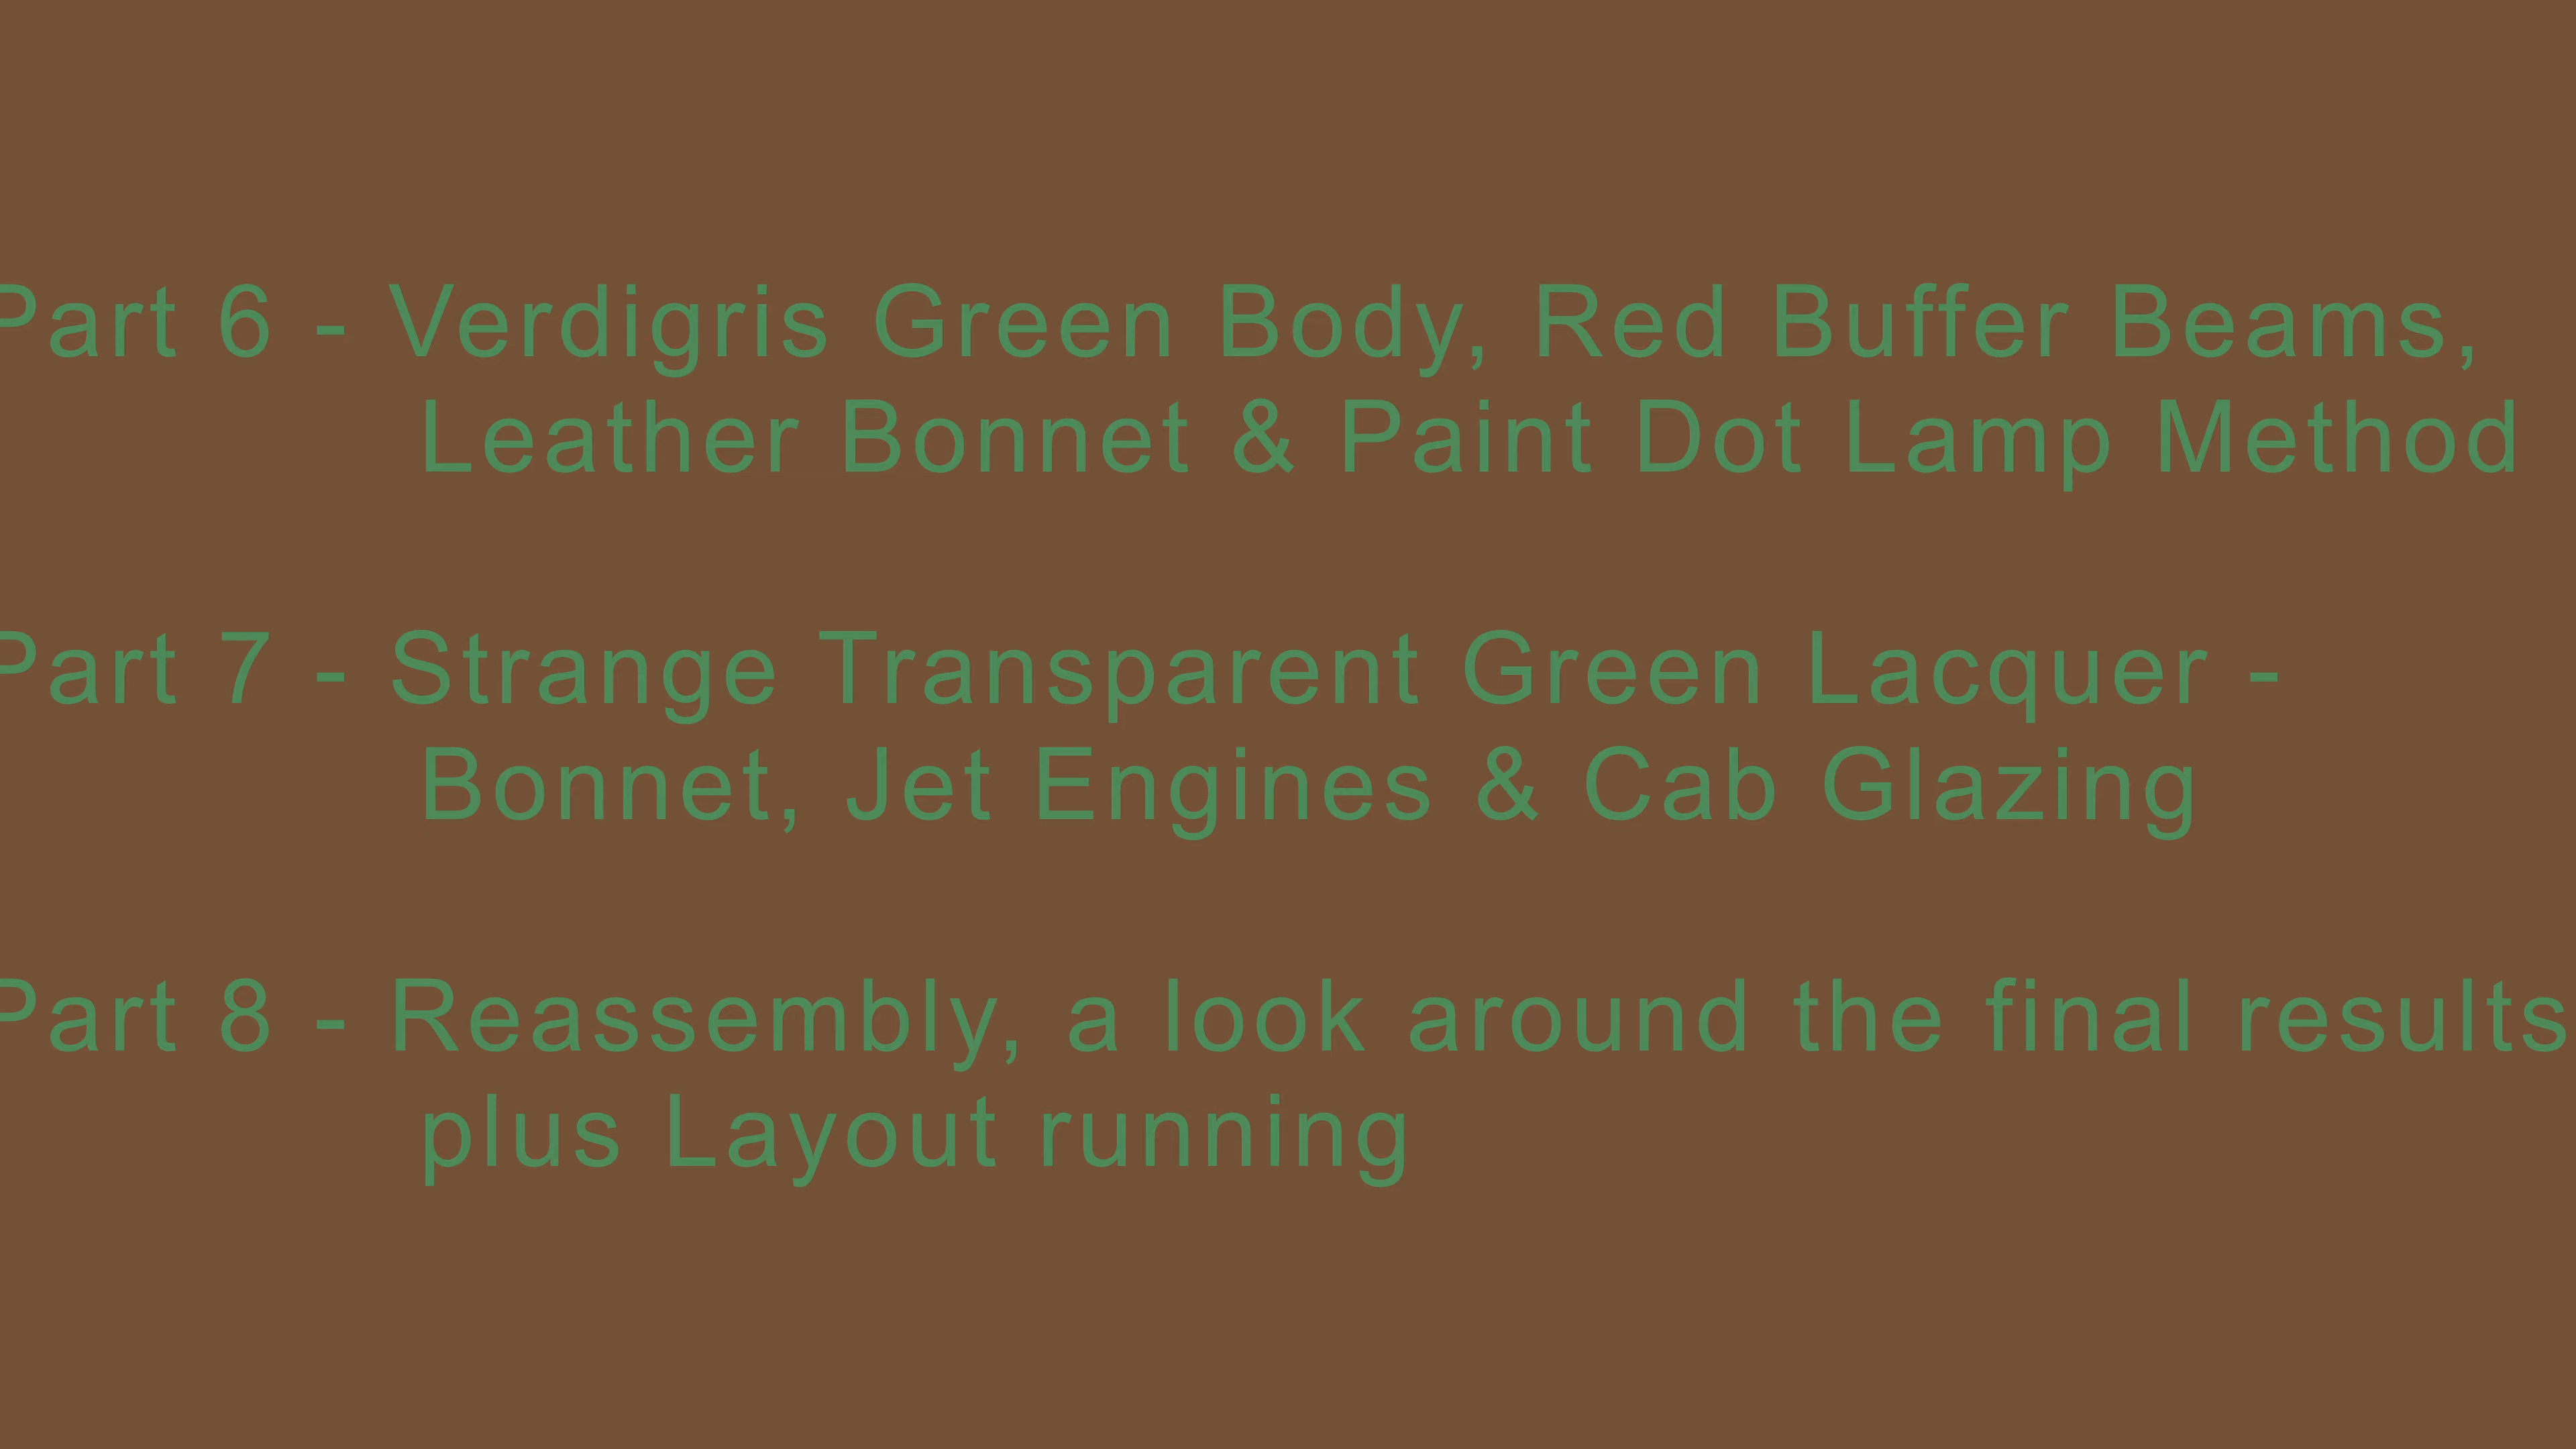 Part 6 - Verdigris Green Body, Red Buffer Beams,
Leather Bonnet & Paint Dot Lamp Method
Part 7 - Strange Transparent Green Lacquer -
Bonnet, Jet Engines & Cab Glazing
Part 8 - Reassembly, a look around the final results
plus Layout running